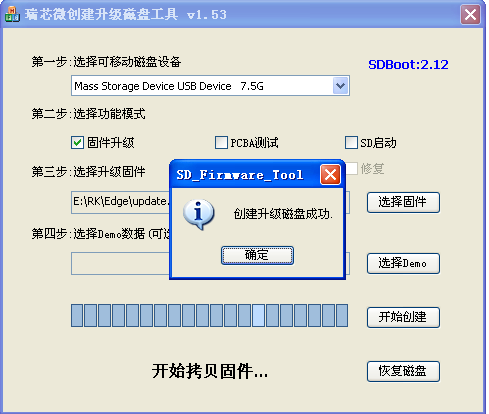 瑞芯微创建升级磁盘工具 v1.53
第一步:选择可移动磁盘设备
SDBoot:2.12
Mass Storage Device USB Device 7.5G
第二步:选择功能模式
固件升级
PCBA测试
SD启动
第三步:选择升级固件
修复
E:\RK\Edge\update.
选择固件
SD_Firmware_Tool
创建升级磁盘成功.
确定
第四步:选择Demo数据(可选
选择Demo
开始创建
开始拷贝固件...
恢复磁盘